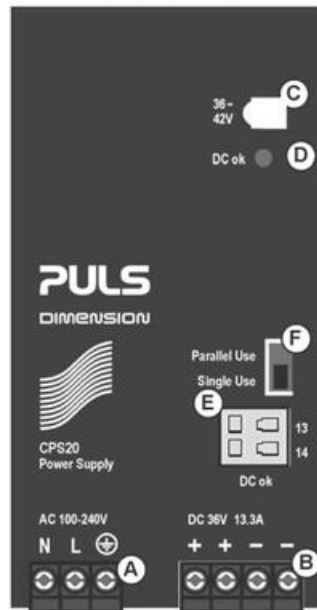 C
36-
42V
DC ok
D
PULS
DIMENSION
F
Parallel Use
Single Use
E
13
14
CPS20
Power Supply
DC ok
AC 100-240V
DC 36V 13.3A
N L
+ + − −
A
B